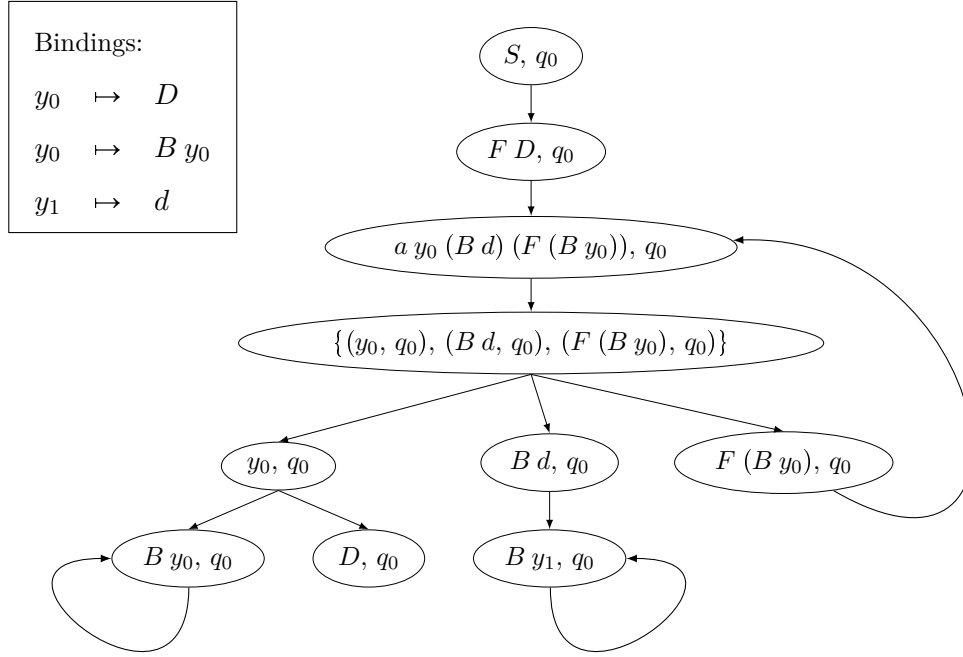 Bindings:
y₀ ↦ D
y₀ ↦ B y₀
y₁ ↦ d
S, q₀
F D, q₀
a y₀ (B d) (F (B y₀)), q₀
{(y₀, q₀), (B d, q₀), (F (B y₀), q₀)}
y₀, q₀
B d, q₀
F (B y₀), q₀
B y₀, q₀
D, q₀
B y₁, q₀